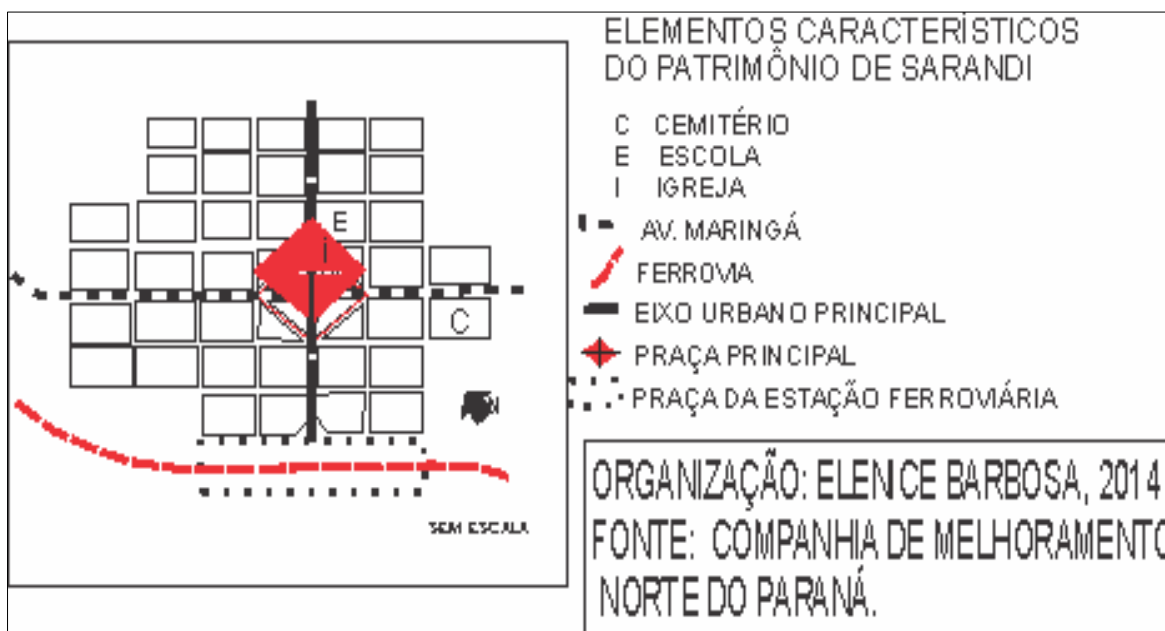 ELEMENTOS CARACTERÍSTICOS
DO PATRIMÔNIO DE SARANDI
C CEMITÉRIO
E ESCOLA
I IGREJA
AV. MARINGÁ
FERROVIA
EIXO URBANO PRINCIPAL
PRAÇA PRINCIPAL
PRAÇA DA ESTAÇÃO FERROVIÁRIA
E
I
C
N
SEM ESCALA
ORGANIZAÇÃO: ELENICE BARBOSA, 2014
FONTE: COMPANHIA DE MELHORAMENTO
NORTE DO PARANÁ.